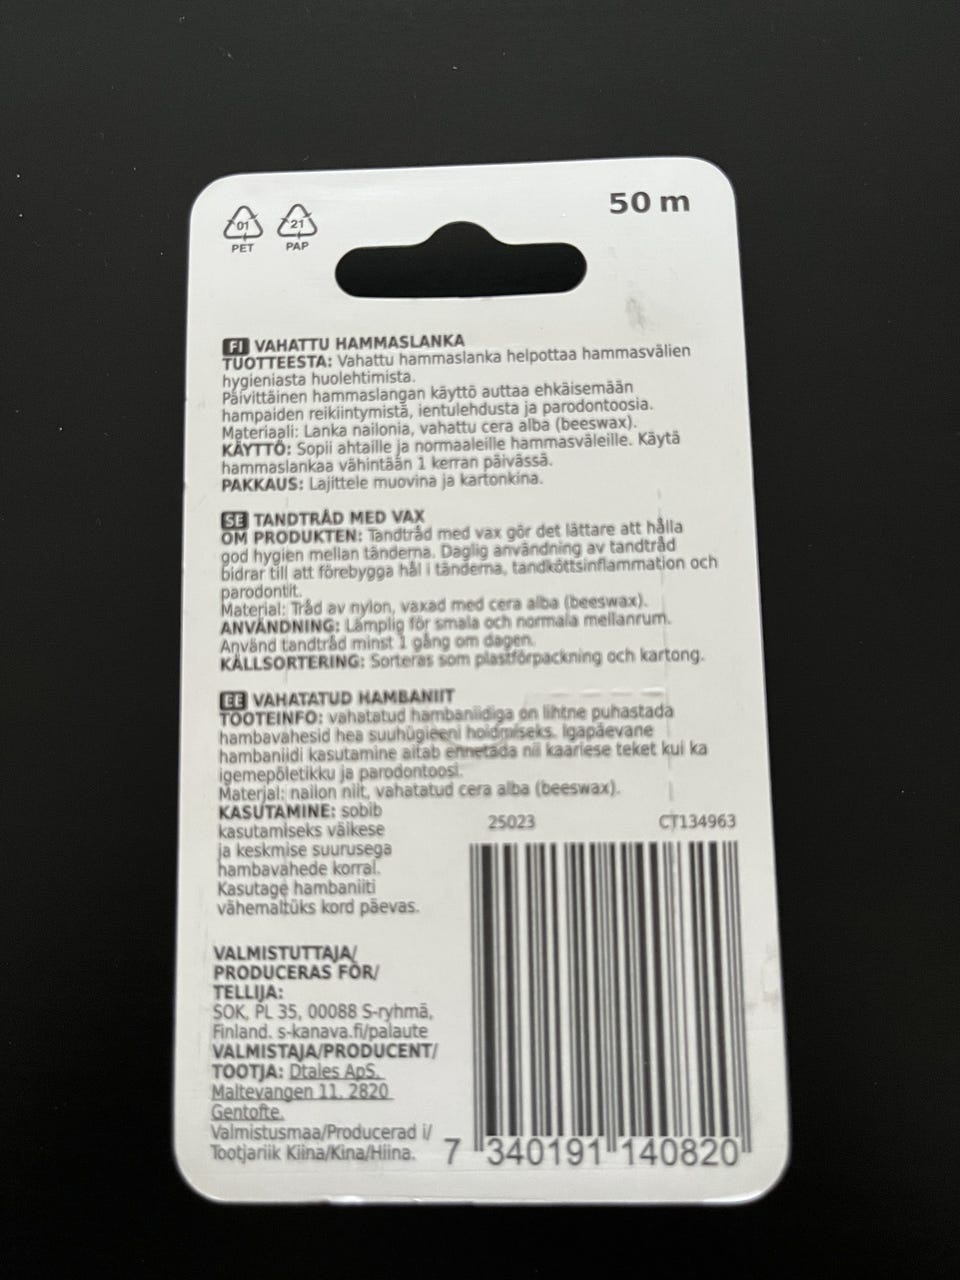 50 m
01 21
PET PAP
FI VAHATTU HAMMASLANKA
TUOTTEESTA: Vahattu hammaslanka helpottaa hammasvälien
hygieniasta huolehtimista.
Päivittäinen hammaslangan käyttö auttaa ehkäisemään
hampaiden reikiintymistä, ientulehdusta ja parodontoosia.
Materiaali: Lanka nailonia, vahattu cera alba (beeswax).
KÄYTTÖ: Sopii ahtaille ja normaaleille hammasväleille. Käytä
hammaslankaa vähintään 1 kerran päivässä.
PAKKAUS: Lajittele muovina ja kartonkina.
SE TANDTRÅD MED VAX
OM PRODUKTEN: Tandtråd med vax gör det lättare att hålla
god hygien mellan tänderna. Daglig användning av tandtråd
bidrar till att förebygga hål i tänderna, tandköttsinflammation och
parodontit.
Material: Tråd av nylon, vaxad med cera alba (beeswax).
ANVÄNDNING: Lämplig för smala och normala mellanrum.
Använd tandtråd minst 1 gång om dagen.
KÄLLSORTERING: Sorteras som plastförpackning och kartong.
EE VAHATATUD HAMBANIIT
TOOTEINFO: vahatatud hambaniidiga on lihtne puhastada
hambavahesid hea suuhügieeni hoidmiseks. Igapäevane
hambaniidi kasutamine aitab ennetada nii kaariese teket kui ka
igemepõletikku ja parodontoosi.
Materjal: nailon niit, vahatatud cera alba (beeswax).
KASUTAMINE: sobib
kasutamiseks väikese
ja keskmise suurusega
hambavahede korral.
Kasutage hambaniiti
vähemaltüks kord päevas.
25023 CT134963
VALMISTUTTAJA/
PRODUCERAS FÖR/
TELLIJA:
SOK, PL 35, 00088 S-ryhmä,
Finland. s-kanava.fi/palaute
VALMISTAJA/PRODUCENT/
TOOTJA: Dtales ApS.
Maltevangen 11. 2820
Gentofte.
Valmistusmaa/Producerad i/
Tootjariik Kiina/Kina/Hiina.
7 340191 140820